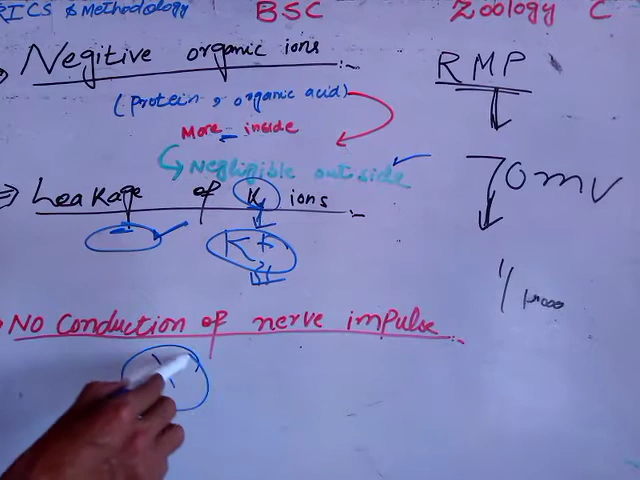 RICS & Methodology BSC Zoology C
Negitive organic ions
(protein, organic acid)
More - inside
Negligible outside
Leakage of K ions
K+
No Conduction of nerve impulse
RMP
70mv